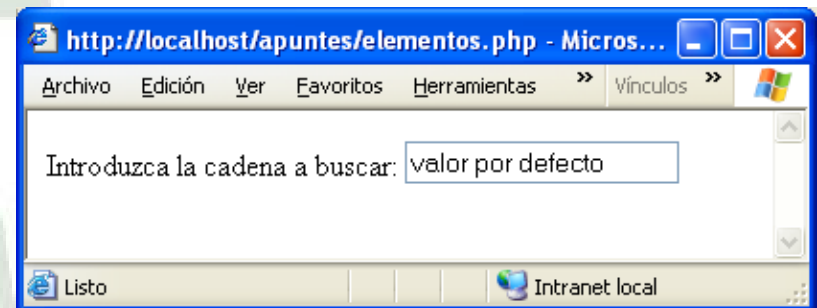 http://localhost/apuntes/elementos.php - Micros...
Archivo Edición Ver Favoritos Herramientas » Vínculos »
Introduzca la cadena a buscar: valor por defecto
Listo Intranet local